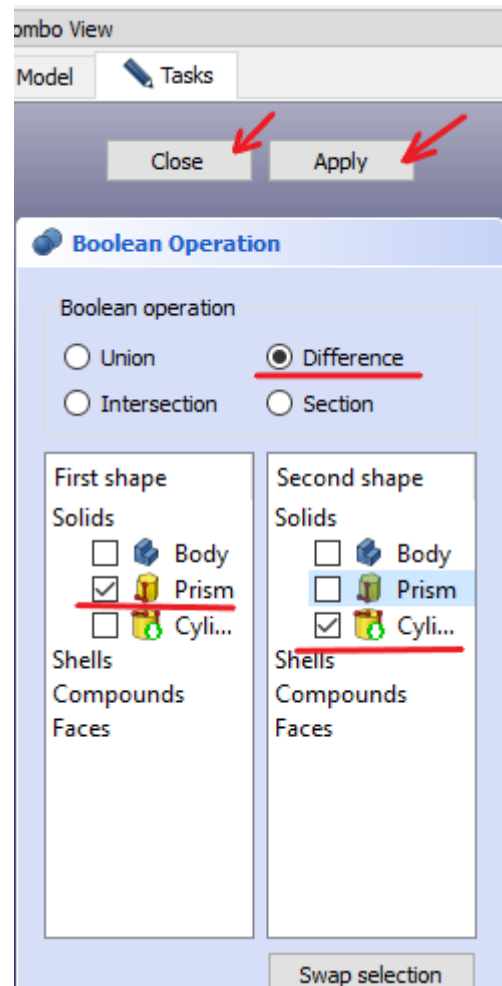 ombo View
Model Tasks
Close Apply
Boolean Operation
Boolean operation
Union Difference
Intersection Section
First shape Second shape
Solids Solids
Body Body
Prism Prism
Cyli... Cyli...
Shells Shells
Compounds Compounds
Faces Faces
Swap selection